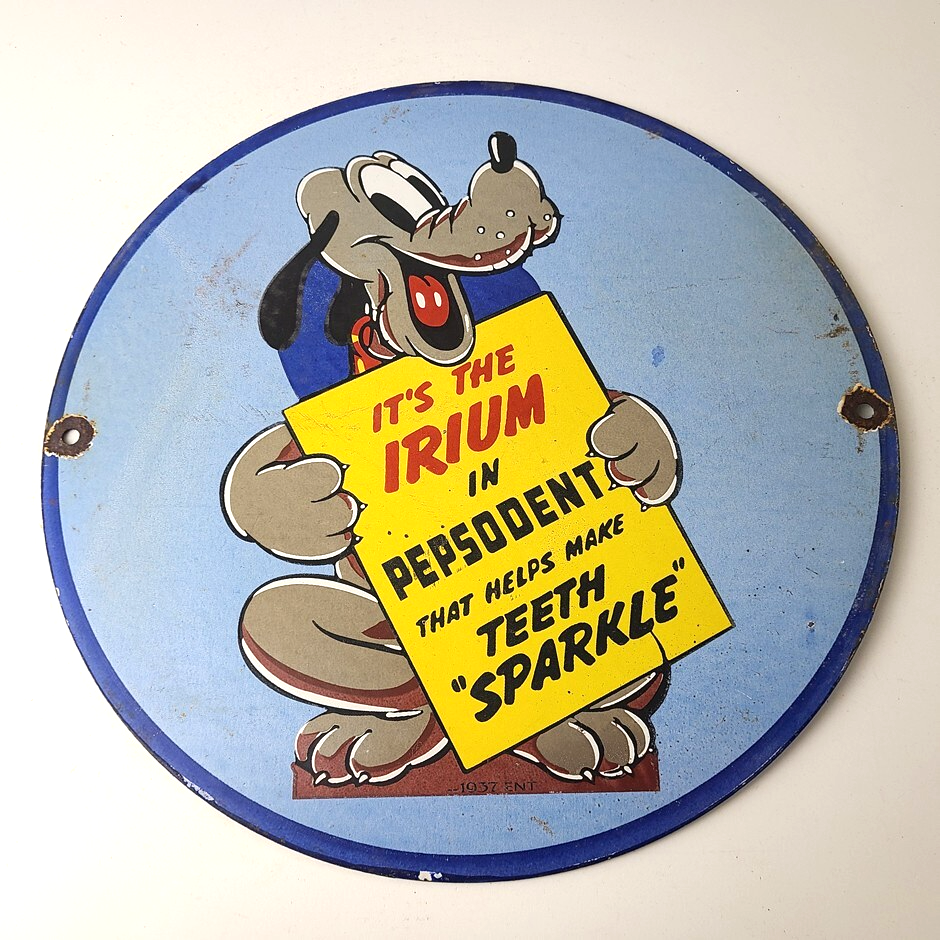 IT'S THE
IRIUM
IN
PEPSODENT
THAT HELPS MAKE
TEETH
"SPARKLE"
1937 ENT